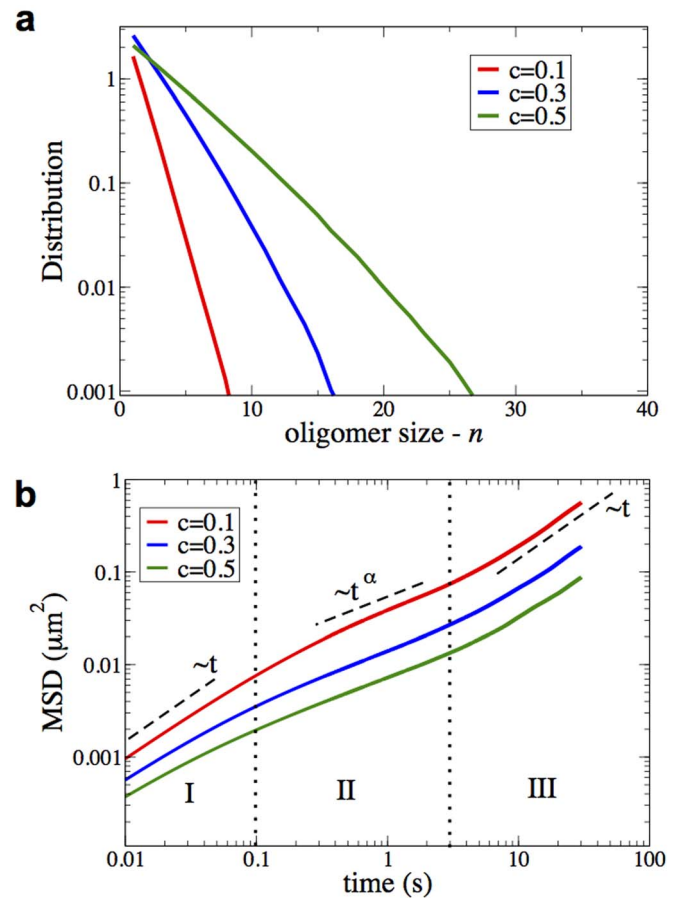 a
Distribution
1
0.1
0.01
0.001
c=0.1
c=0.3
c=0.5
0 10 20 30 40
oligomer size - n
b
MSD (μm²)
1
0.1
0.01
0.001
c=0.1
c=0.3
c=0.5
~t
~t^α
~t
I II III
0.01 0.1 1 10 100
time (s)